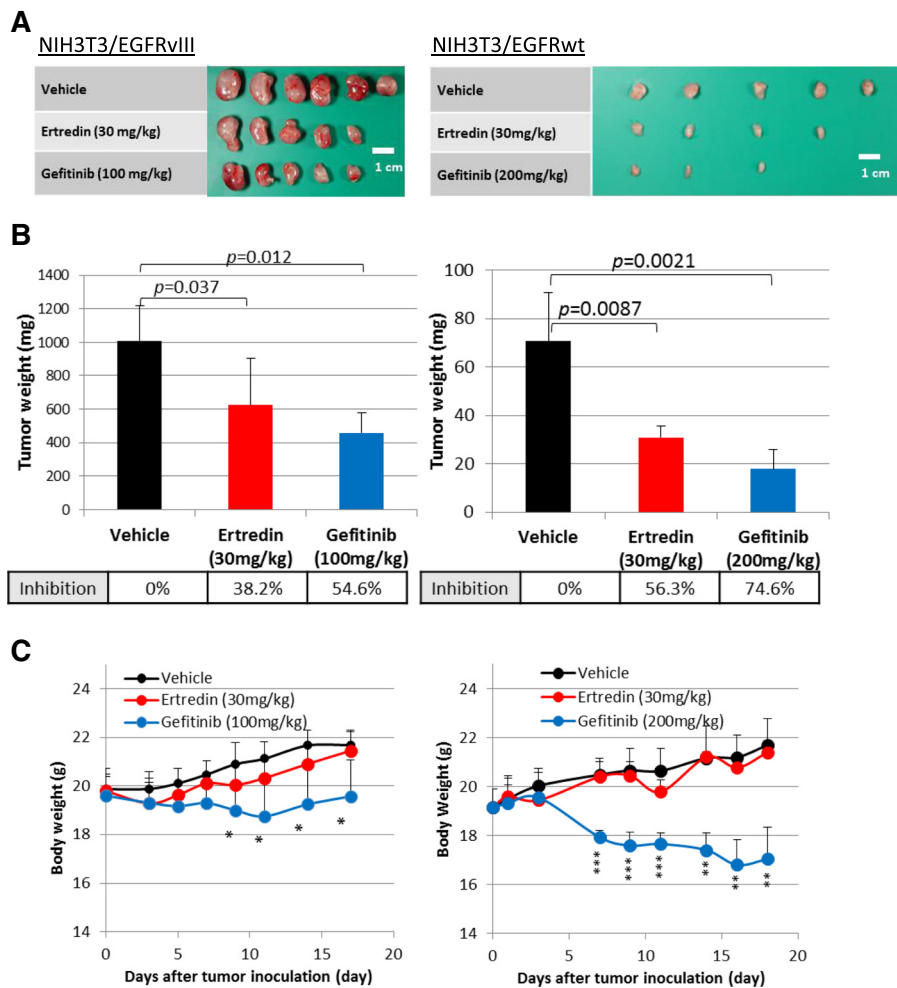 A
NIH3T3/EGFRvIII
Vehicle
Ertredin (30 mg/kg)
Gefitinib (100 mg/kg)
1 cm
NIH3T3/EGFRwt
Vehicle
Ertredin (30mg/kg)
Gefitinib (200mg/kg)
1 cm
B
p=0.012
p=0.037
1400
1200
1000
800
600
400
200
0
Tumor weight (mg)
Vehicle
Ertredin
(30mg/kg)
Gefitinib
(100mg/kg)
Inhibition 0% 38.2% 54.6%
p=0.0021
p=0.0087
100
80
60
40
20
0
Tumor weight (mg)
Vehicle
Ertredin
(30mg/kg)
Gefitinib
(200mg/kg)
Inhibition 0% 56.3% 74.6%
C
Vehicle
Ertredin (30mg/kg)
Gefitinib (100mg/kg)
24
22
20
18
16
14
Body weight (g)
* * * *
0 5 10 15 20
Days after tumor inoculation (day)
Vehicle
Ertredin (30mg/kg)
Gefitinib (200mg/kg)
24
22
20
18
16
14
Body Weight (g)
*** *** *** ** ** **
0 5 10 15 20
Days after tumor inoculation (day)